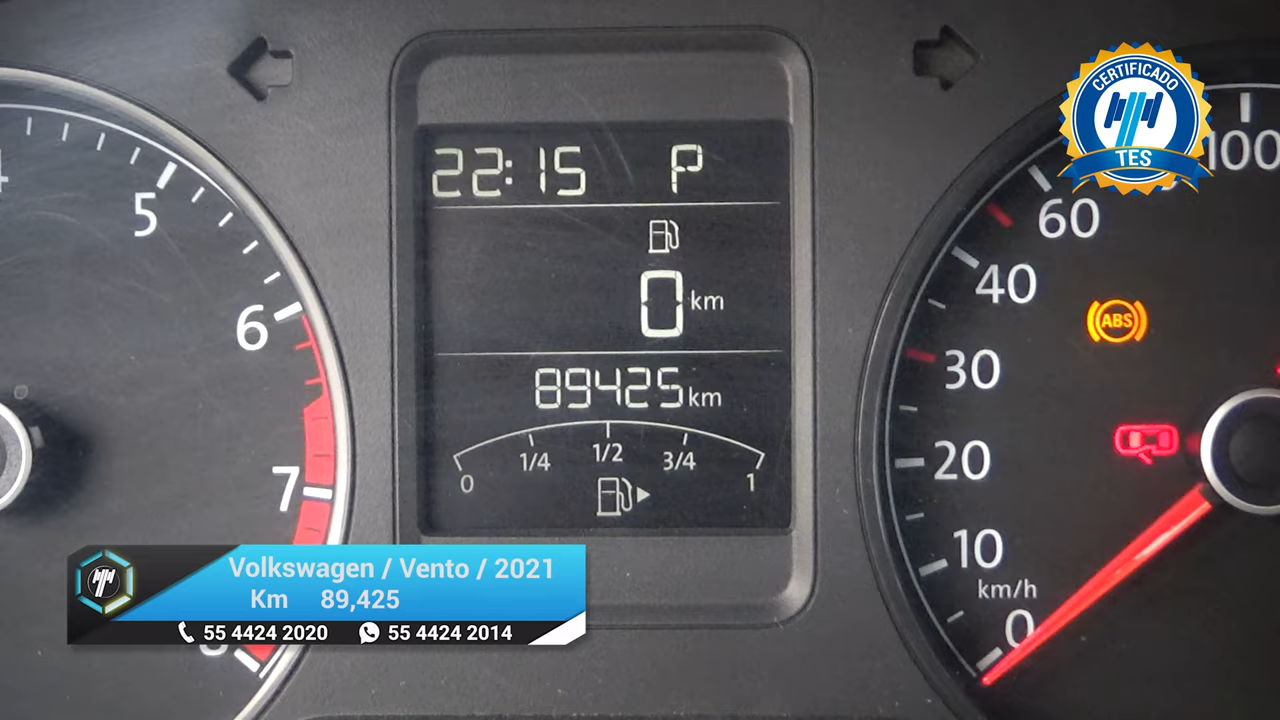 22:15 P
0 km
89425 km
0 1/4 1/2 3/4 1
5
6
7
100
60
40
30
20
10
km/h
0
ABS
CERTIFICADO
TES
Volkswagen / Vento / 2021
Km 89,425
55 4424 2020 55 4424 2014